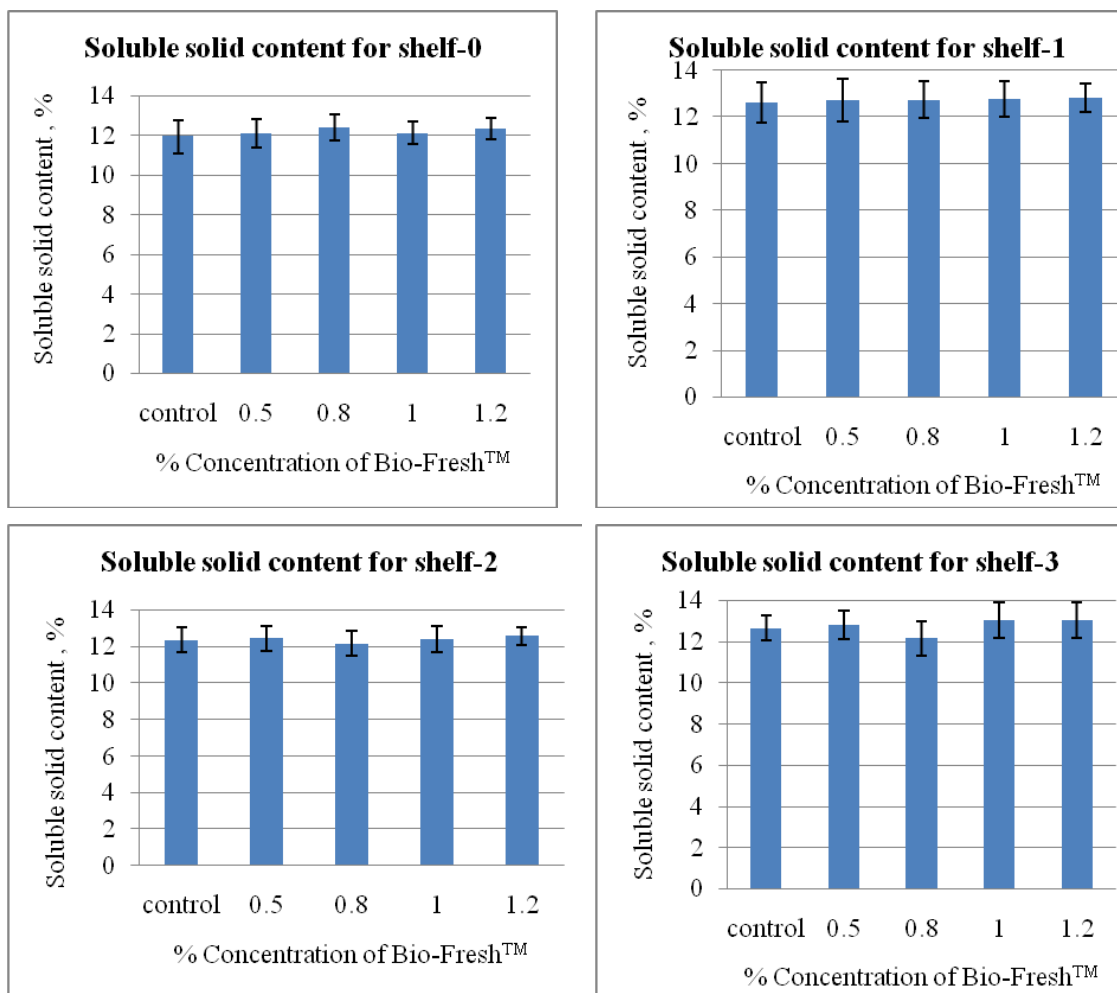 Soluble solid content for shelf-0
Soluble solid content , %
14
12
10
8
6
4
2
0
control 0.5 0.8 1 1.2
% Concentration of Bio-Fresh™
Soluble solid content for shelf-1
Soluble solid content , %
14
12
10
8
6
4
2
0
control 0.5 0.8 1 1.2
% Concentration of Bio-Fresh™
Soluble solid content for shelf-2
Soluble solid content , %
14
12
10
8
6
4
2
0
control 0.5 0.8 1 1.2
% Concentration of Bio-Fresh™
Soluble solid content for shelf-3
Soluble solid content , %
14
12
10
8
6
4
2
0
control 0.5 0.8 1 1.2
% Concentration of Bio-Fresh™